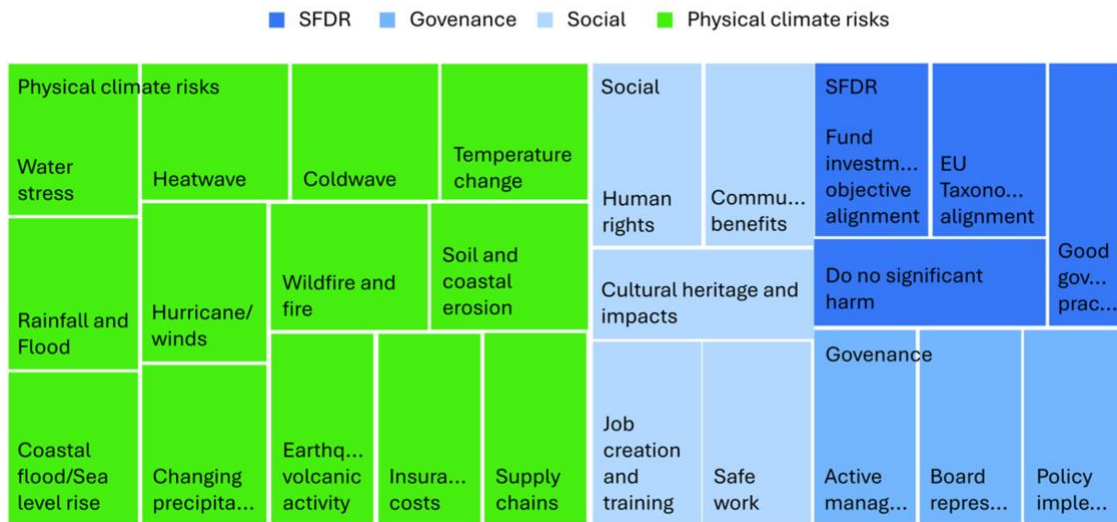 SFDR
Govenance
Social
Physical climate risks
Physical climate risks
Water
stress
Heatwave
Coldwave
Temperature
change
Rainfall and
Flood
Hurricane/
winds
Wildfire and
fire
Soil and
coastal
erosion
Coastal
flood/Sea
level rise
Changing
precipita...
Earthq...
volcanic
activity
Insura...
costs
Supply
chains
Social
Human
rights
Commu...
benefits
Cultural heritage and
impacts
Job
creation
and
training
Safe
work
SFDR
Fund
investm...
objective
alignment
EU
Taxono...
alignment
Good
gov...
prac...
Do no significant
harm
Govenance
Active
manag...
Board
repres...
Policy
imple...